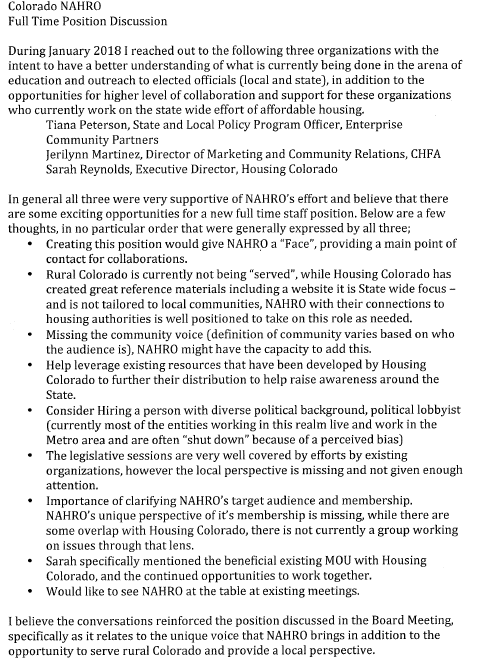 Colorado NAHRO
Full Time Position Discussion
During January 2018 I reached out to the following three organizations with the
intent to have a better understanding of what is currently being done in the arena of
education and outreach to elected officials (local and state), in addition to the
opportunities for higher level of collaboration and support for these organizations
who currently work on the state wide effort of affordable housing.
Tiana Peterson, State and Local Policy Program Officer, Enterprise
Community Partners
Jerilynn Martinez, Director of Marketing and Community Relations, CHFA
Sarah Reynolds, Executive Director, Housing Colorado
In general all three were very supportive of NAHRO's effort and believe that there
are some exciting opportunities for a new full time staff position. Below are a few
thoughts, in no particular order that were generally expressed by all three;
• Creating this position would give NAHRO a "Face", providing a main point of
contact for collaborations.
• Rural Colorado is currently not being "served", while Housing Colorado has
created great reference materials including a website it is State wide focus –
and is not tailored to local communities, NAHRO with their connections to
housing authorities is well positioned to take on this role as needed.
• Missing the community voice (definition of community varies based on who
the audience is), NAHRO might have the capacity to add this.
• Help leverage existing resources that have been developed by Housing
Colorado to further their distribution to help raise awareness around the
State.
• Consider Hiring a person with diverse political background, political lobbyist
(currently most of the entities working in this realm live and work in the
Metro area and are often "shut down" because of a perceived bias)
• The legislative sessions are very well covered by efforts by existing
organizations, however the local perspective is missing and not given enough
attention.
• Importance of clarifying NAHRO's target audience and membership.
NAHRO's unique perspective of it's membership is missing, while there are
some overlap with Housing Colorado, there is not currently a group working
on issues through that lens.
• Sarah specifically mentioned the beneficial existing MOU with Housing
Colorado, and the continued opportunities to work together.
• Would like to see NAHRO at the table at existing meetings.
I believe the conversations reinforced the position discussed in the Board Meeting,
specifically as it relates to the unique voice that NAHRO brings in addition to the
opportunity to serve rural Colorado and provide a local perspective.